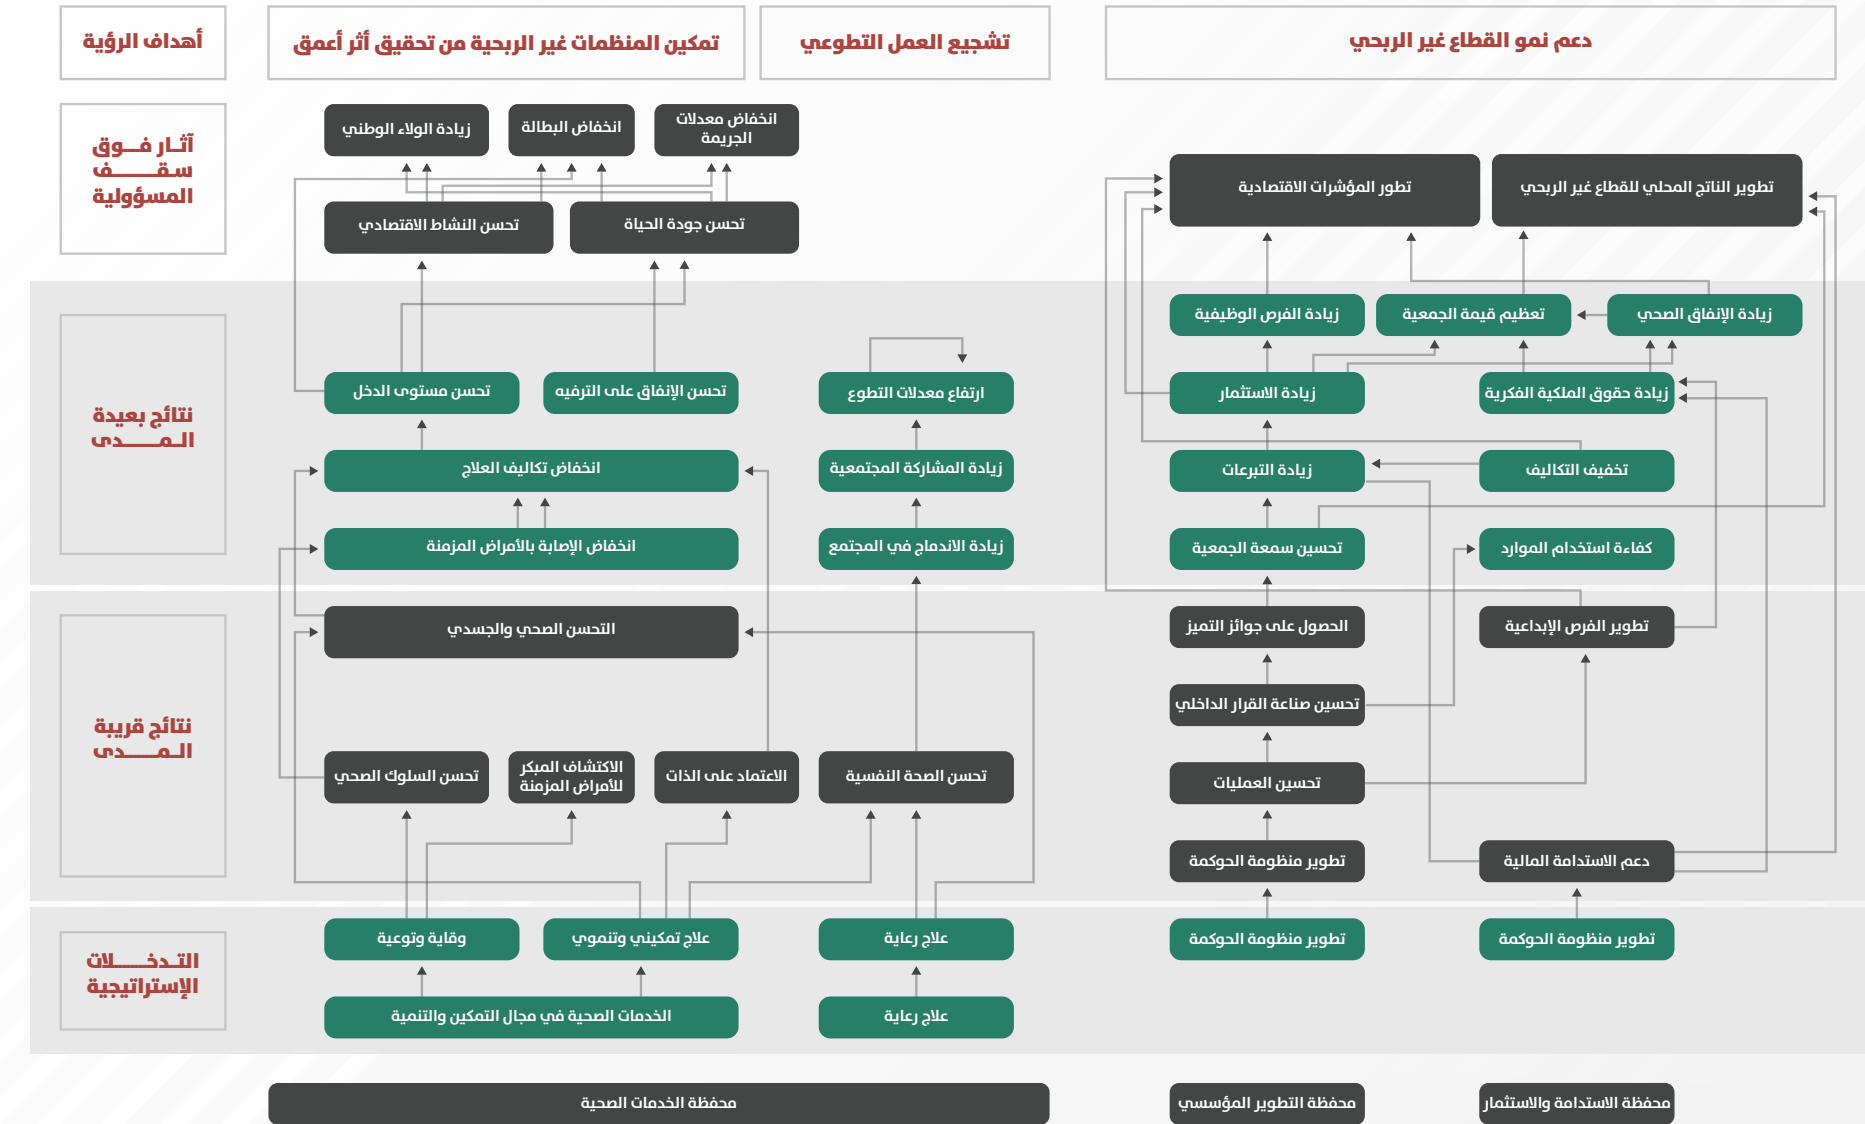 دعم نمو القطاع غير الربحي
تشجيع العمل التطوعي
تمكين المنظمات غير الربحية من تحقيق أثر أعمق
أهداف الرؤية
آثـار فـــوق
سـقـــــــف
المسؤولية
انخفاض معدلات
الجريمة
انخفاض البطالة
زيادة الولاء الوطني
تطوير الناتج المحلي للقطاع غير الربحي
تطور المؤشرات الاقتصادية
تحسن جودة الحياة
تحسن النشاط الاقتصادي
نتائج بعيدة
الـمـــــــدى
زيادة الإنفاق الصحي
تعظيم قيمة الجمعية
زيادة الفرص الوظيفية
زيادة حقوق الملكية الفكرية
زيادة الاستثمار
ارتفاع معدلات التطوع
تحسن الإنفاق على الترفيه
تحسن مستوى الدخل
تخفيف التكاليف
زيادة التبرعات
زيادة المشاركة المجتمعية
انخفاض تكاليف العلاج
كفاءة استخدام الموارد
تحسين سمعة الجمعية
زيادة الاندماج في المجتمع
انخفاض الإصابة بالأمراض المزمنة
نتائج قريبة
الـمـــــــدى
تطوير الفرص الإبداعية
الحصول على جوائز التميز
التحسن الصحي والجسدي
تحسين صناعة القرار الداخلي
تحسين العمليات
تحسن الصحة النفسية
الاعتماد على الذات
الاكتشاف المبكر
للأمراض المزمنة
تحسن السلوك الصحي
دعم الاستدامة المالية
تطوير منظومة الحوكمة
التـدخــــــلات
الإستراتيجية
تطوير منظومة الحوكمة
تطوير منظومة الحوكمة
علاج رعاية
علاج تمكيني وتنموي
وقاية وتوعية
علاج رعاية
الخدمات الصحية في مجال التمكين والتنمية
محفظة الاستدامة والاستثمار
محفظة التطوير المؤسسي
محفظة الخدمات الصحية